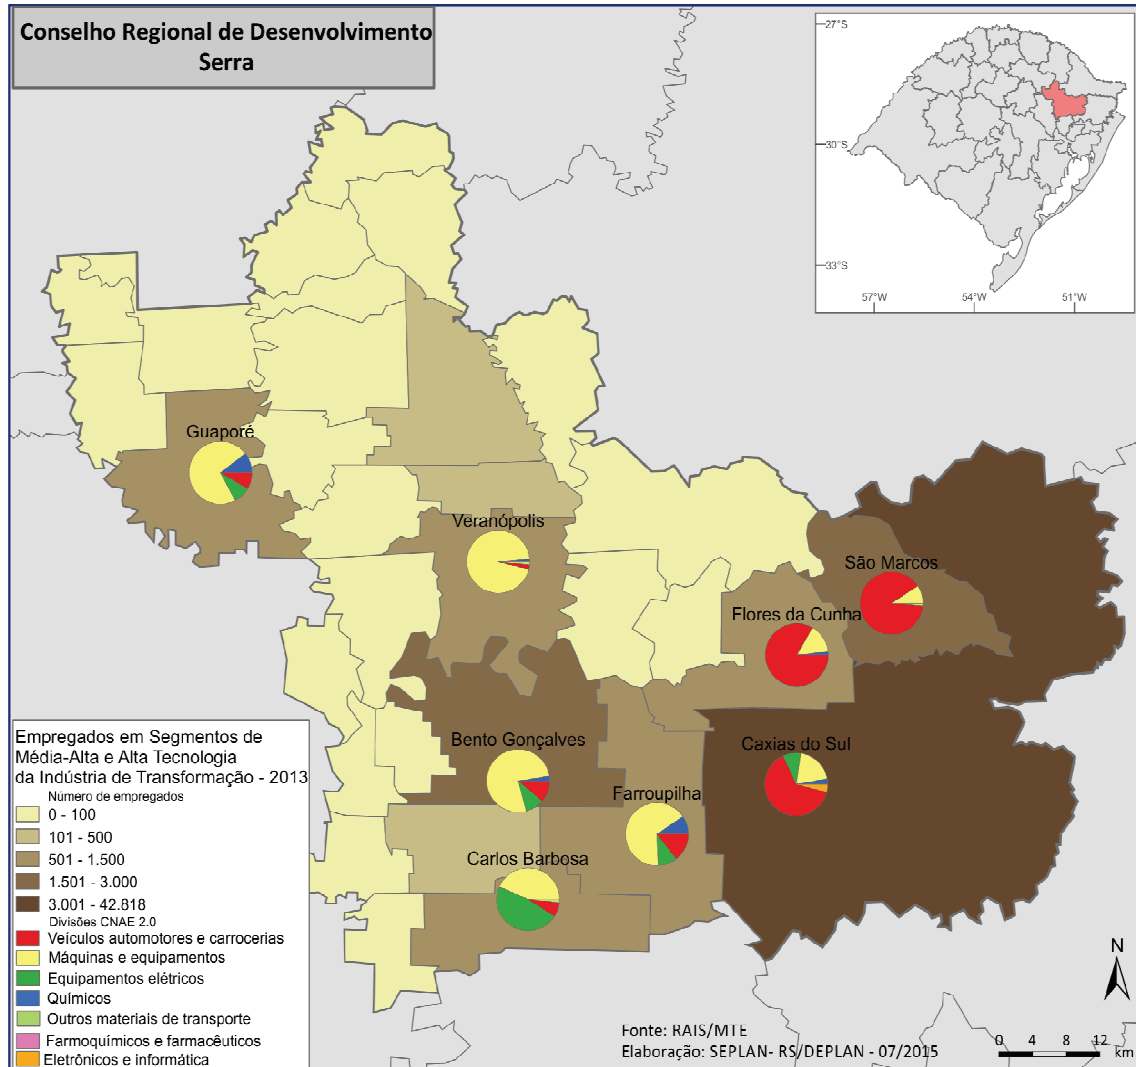 Conselho Regional de Desenvolvimento
Serra
27°S
30°S
33°S
57°W
54°W
51°W
Guaporé
Veranópolis
São Marcos
Flores da Cunha
Bento Gonçalves
Caxias do Sul
Farroupilha
Carlos Barbosa
Empregados em Segmentos de
Média-Alta e Alta Tecnologia
da Indústria de Transformação - 2013
Número de empregados
0 - 100
101 - 500
501 - 1.500
1.501 - 3.000
3.001 - 42.818
Divisões CNAE 2.0
Veículos automotores e carrocerias
Máquinas e equipamentos
Equipamentos elétricos
Químicos
Outros materiais de transporte
Farmoquímicos e farmacêuticos
Eletrônicos e informática
Fonte: RAIS/MTE
Elaboração: SEPLAN- RS/DEPLAN - 07/2015
N
0 4 8 12
km